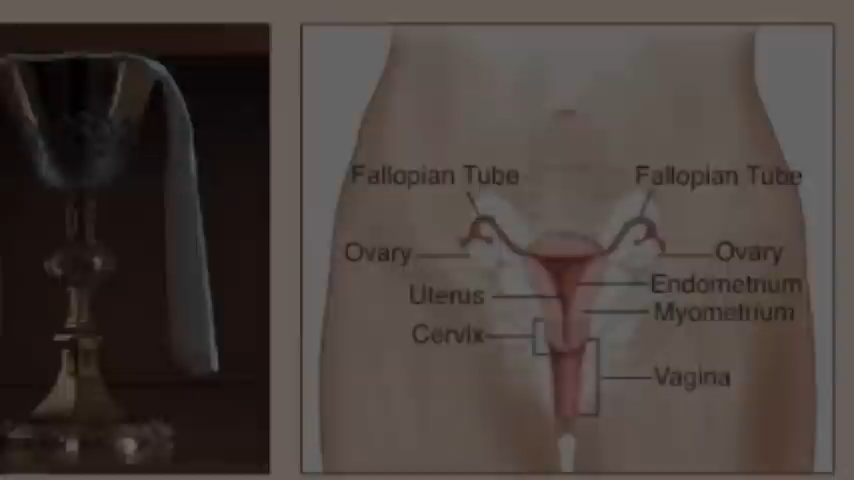 Fallopian Tube Fallopian Tube
Ovary Ovary
Endometrium
Uterus
Myometrium
Cervix
Vagina